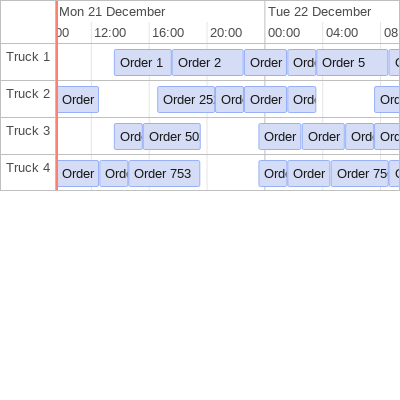 Mon 21 December Tue 22 December
00 12:00 16:00 20:00 00:00 04:00 08
Truck 1 Order 1 Order 2 Order Ord Order 5
Truck 2 Order Order 25 Ord Order Ord Ord
Truck 3 Ord Order 50 Order Order Ord Ord
Truck 4 Order Ord Order 753 Ord Order Order 75